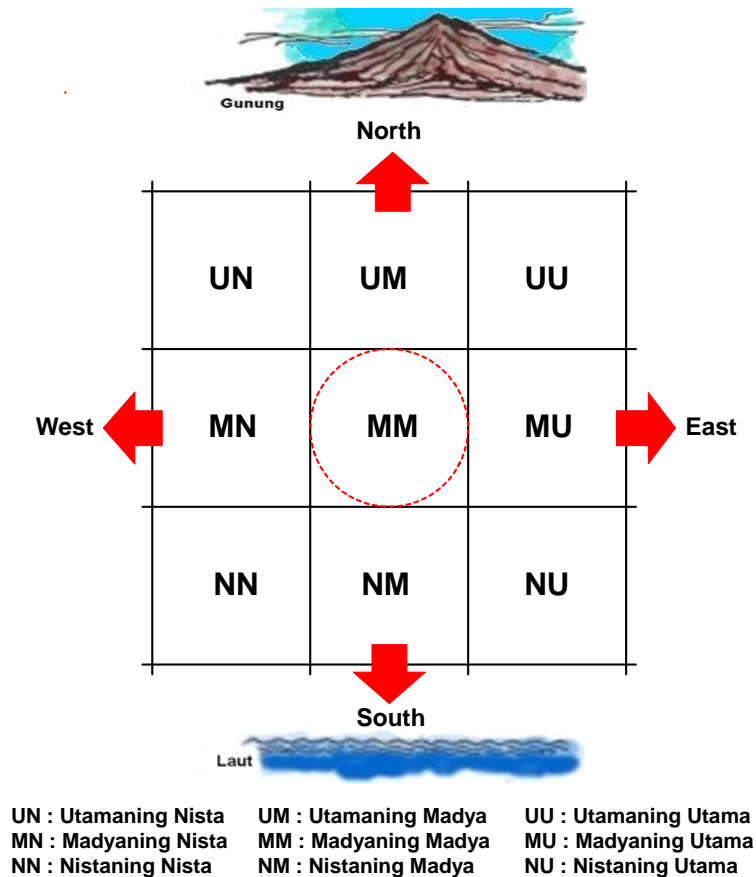 Gunung
North
UN UM UU
West MN MM MU East
NN NM NU
South
Laut
UN : Utamaning Nista UM : Utamaning Madya UU : Utamaning Utama
MN : Madyaning Nista MM : Madyaning Madya MU : Madyaning Utama
NN : Nistaning Nista NM : Nistaning Madya NU : Nistaning Utama